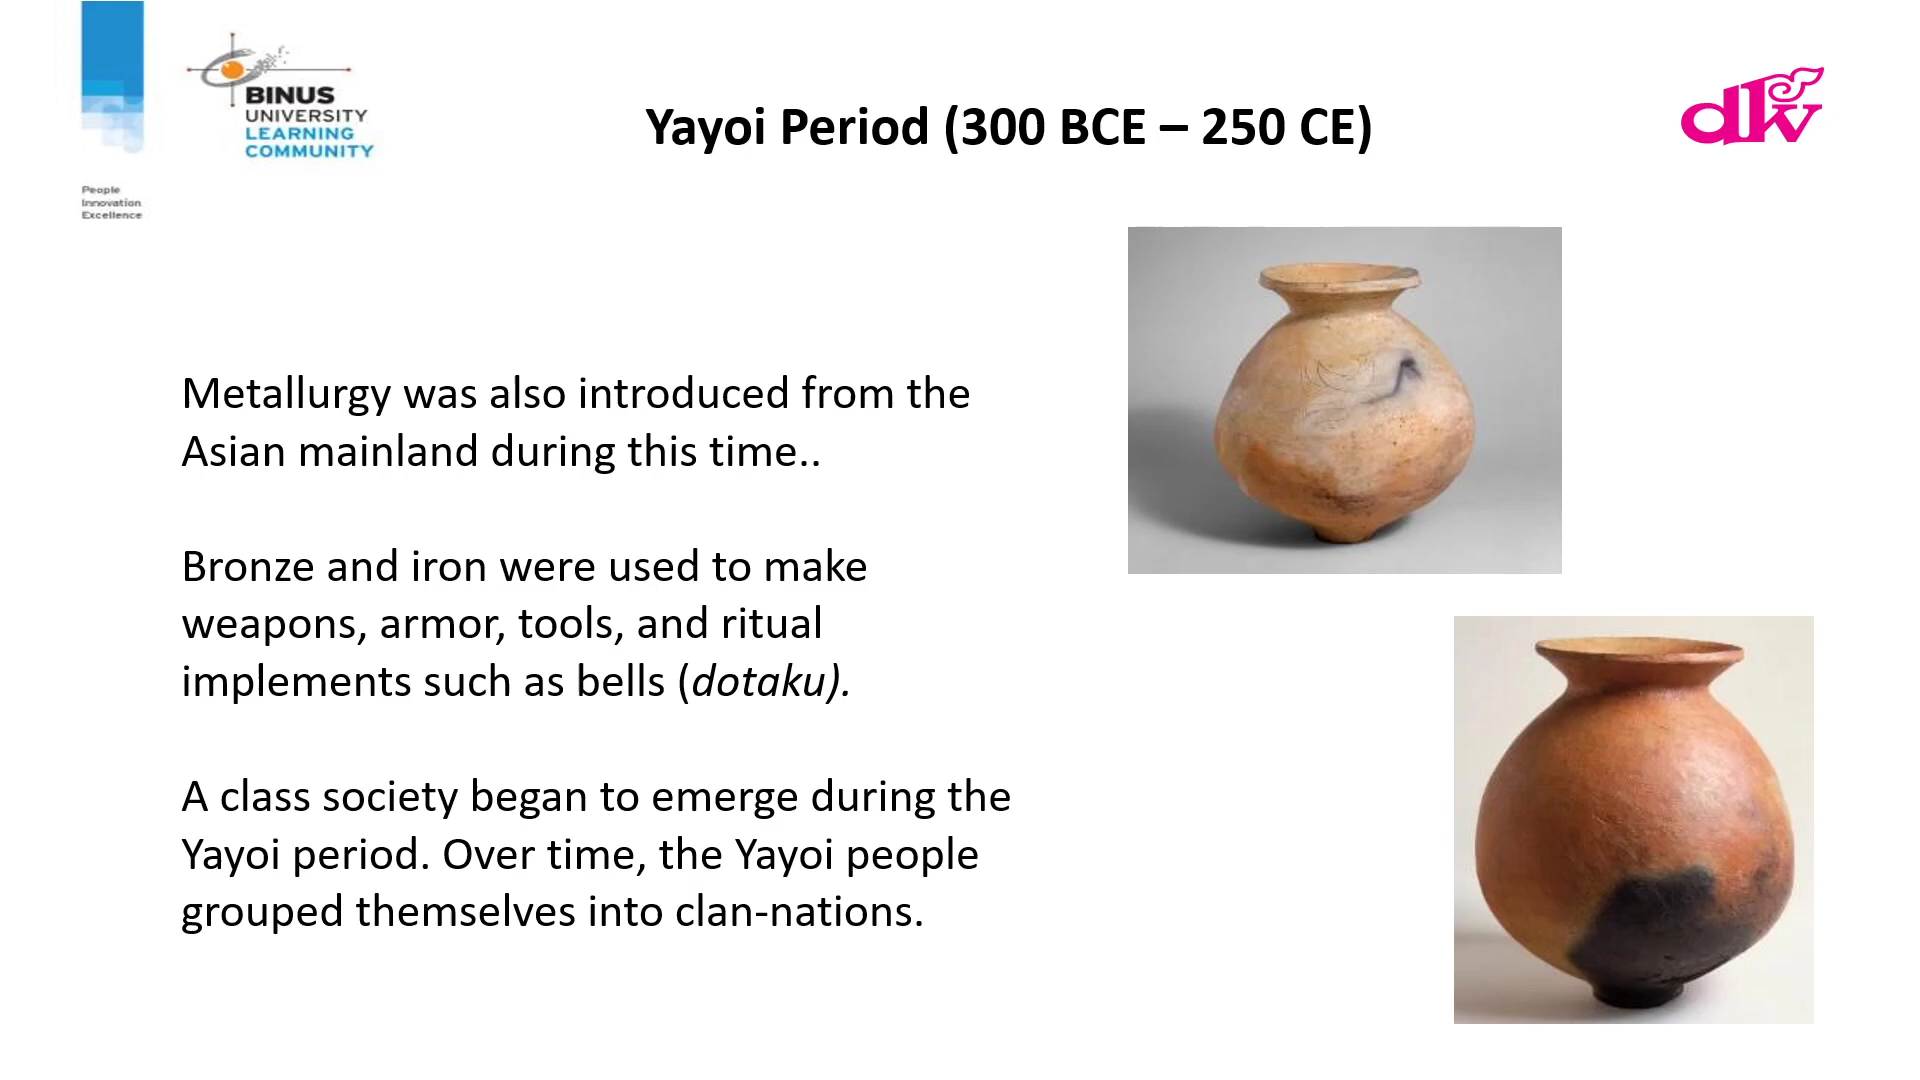 BINUS
UNIVERSITY
LEARNING
COMMUNITY
People
Innovation
Excellence
Yayoi Period (300 BCE – 250 CE)
dkv
Metallurgy was also introduced from the
Asian mainland during this time..
Bronze and iron were used to make
weapons, armor, tools, and ritual
implements such as bells (dotaku).
A class society began to emerge during the
Yayoi period. Over time, the Yayoi people
grouped themselves into clan-nations.